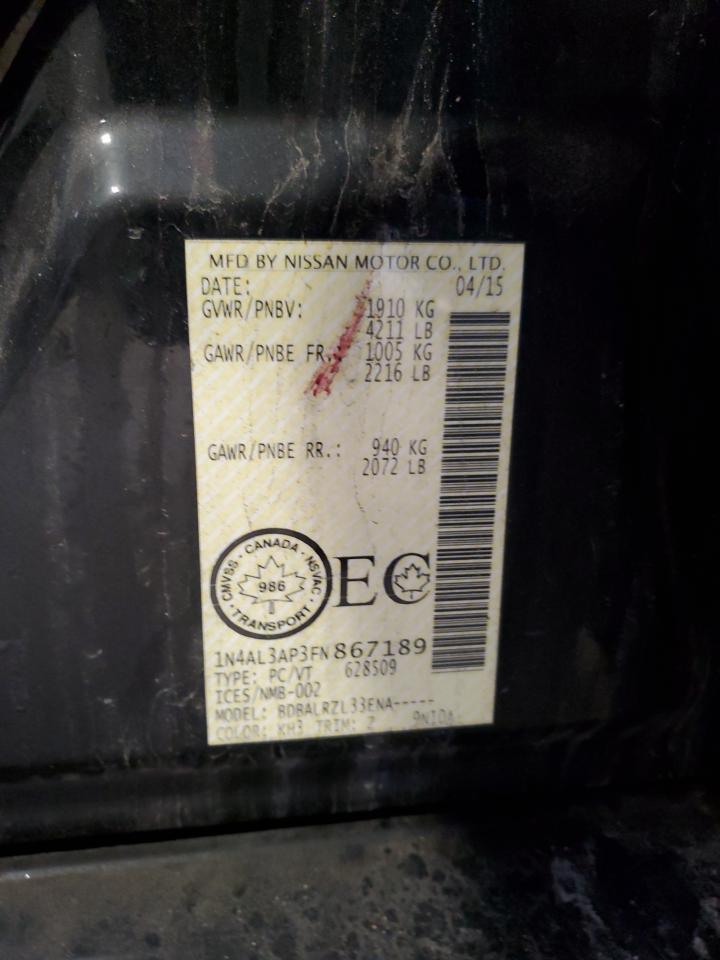 MFD BY NISSAN MOTOR CO., LTD.
DATE: 04/15
GVWR/PNBV: 1910 KG
4211 LB
GAWR/PNBE FR.: 1005 KG
2216 LB
GAWR/PNBE RR.: 940 KG
2072 LB
CMVSS · CANADA · NSVAC · TRANSPORT ·
986
EC
1N4AL3AP3FN867189
TYPE: PC/VT 628509
ICES/NMB-002
MODEL: BDBALRZL33ENA-----
COLOR: KH3 TRIM: Z